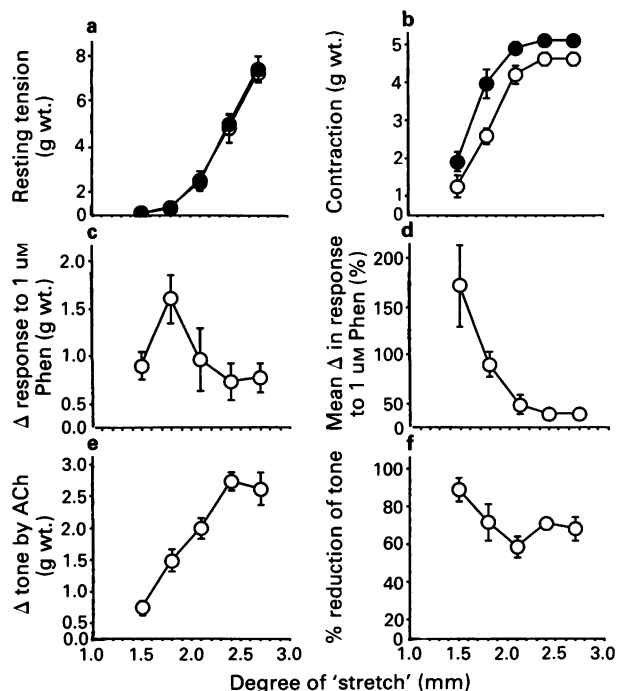 a
8
6
4
2
0
Resting tension
(g wt.)
b
5
4
3
2
1
0
Contraction (g wt.)
c
2.0
1.5
1.0
0.5
0.0
Δ response to 1 uM
Phen (g wt.)
d
200
150
100
50
0
Mean Δ in response
to 1 uM Phen (%)
e
3.0
2.5
2.0
1.5
1.0
0.5
0.0
Δ tone by ACh
(g wt.)
1.0 1.5 2.0 2.5 3.0
f
100
80
60
40
20
0
% reduction of tone
1.0 1.5 2.0 2.5 3.0
Degree of 'stretch' (mm)